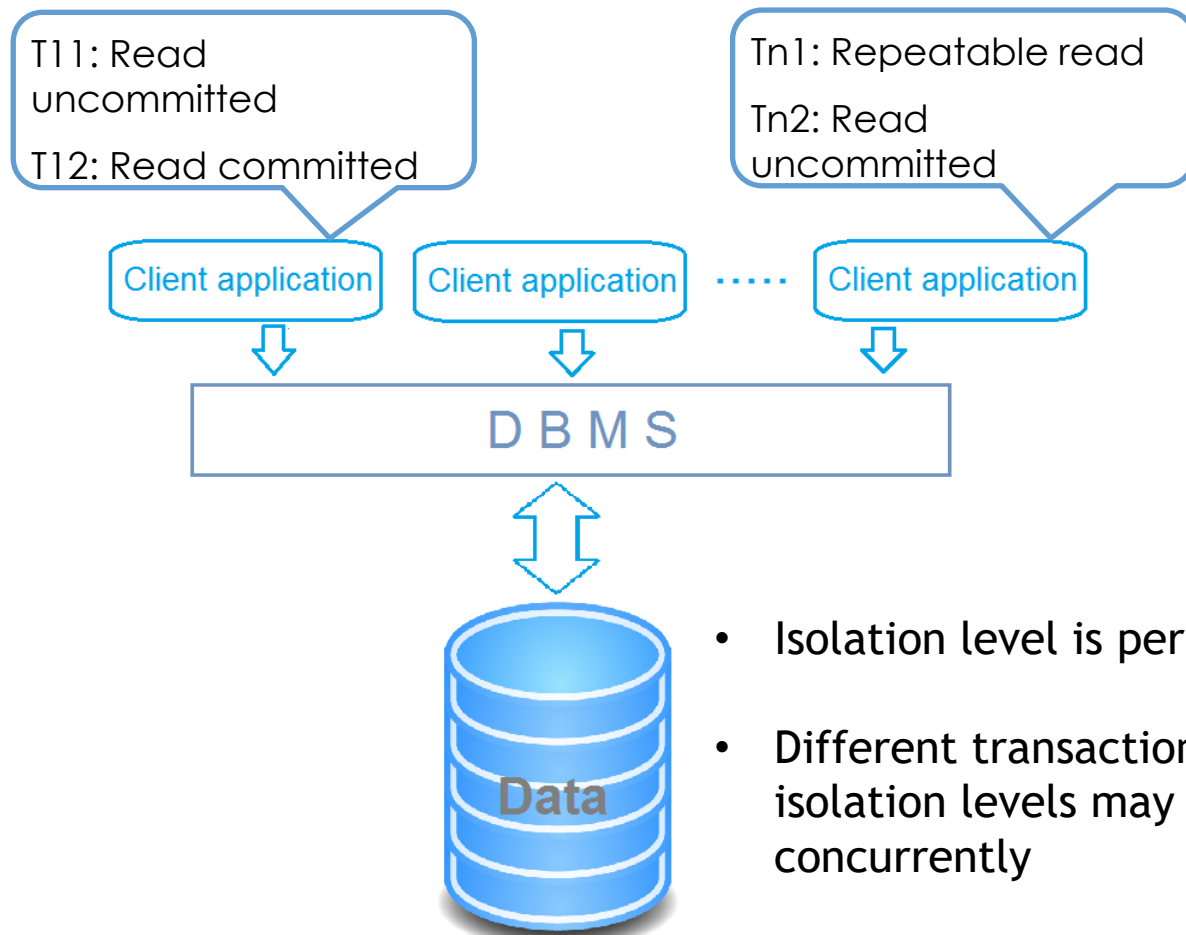 T11: Read
uncommitted
T12: Read committed
Tn1: Repeatable read
Tn2: Read
uncommitted
Client application
Client application
.....
Client application
D B M S
Data
• Isolation level is per
• Different transaction
isolation levels may
concurrently